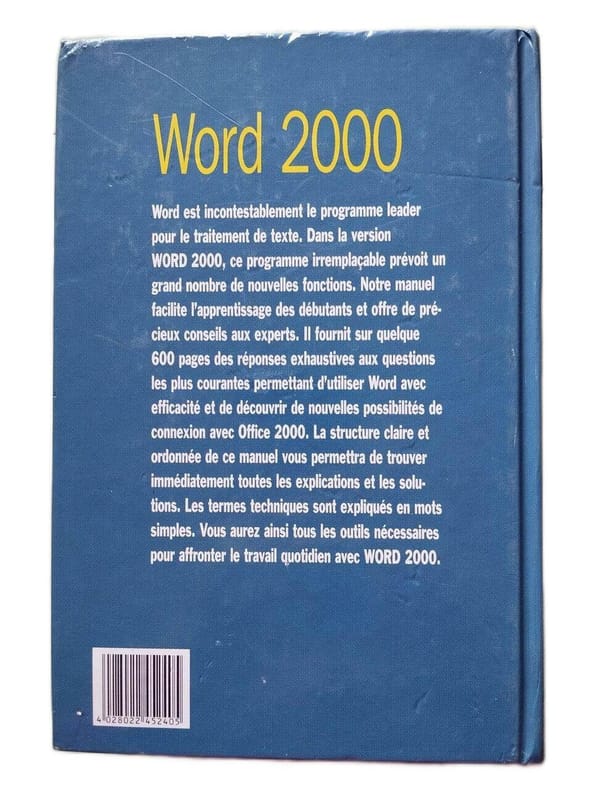 Word 2000
Word est incontestablement le programme leader
pour le traitement de texte. Dans la version
WORD 2000, ce programme irremplaçable prévoit un
grand nombre de nouvelles fonctions. Notre manuel
facilite l'apprentissage des débutants et offre de pré-
cieux conseils aux experts. Il fournit sur quelque
600 pages des réponses exhaustives aux questions
les plus courantes permettant d'utiliser Word avec
efficacité et de découvrir de nouvelles possibilités de
connexion avec Office 2000. La structure claire et
ordonnée de ce manuel vous permettra de trouver
immédiatement toutes les explications et les solu-
tions. Les termes techniques sont expliqués en mots
simples. Vous aurez ainsi tous les outils nécessaires
pour affronter le travail quotidien avec WORD 2000.
4 028022 452405